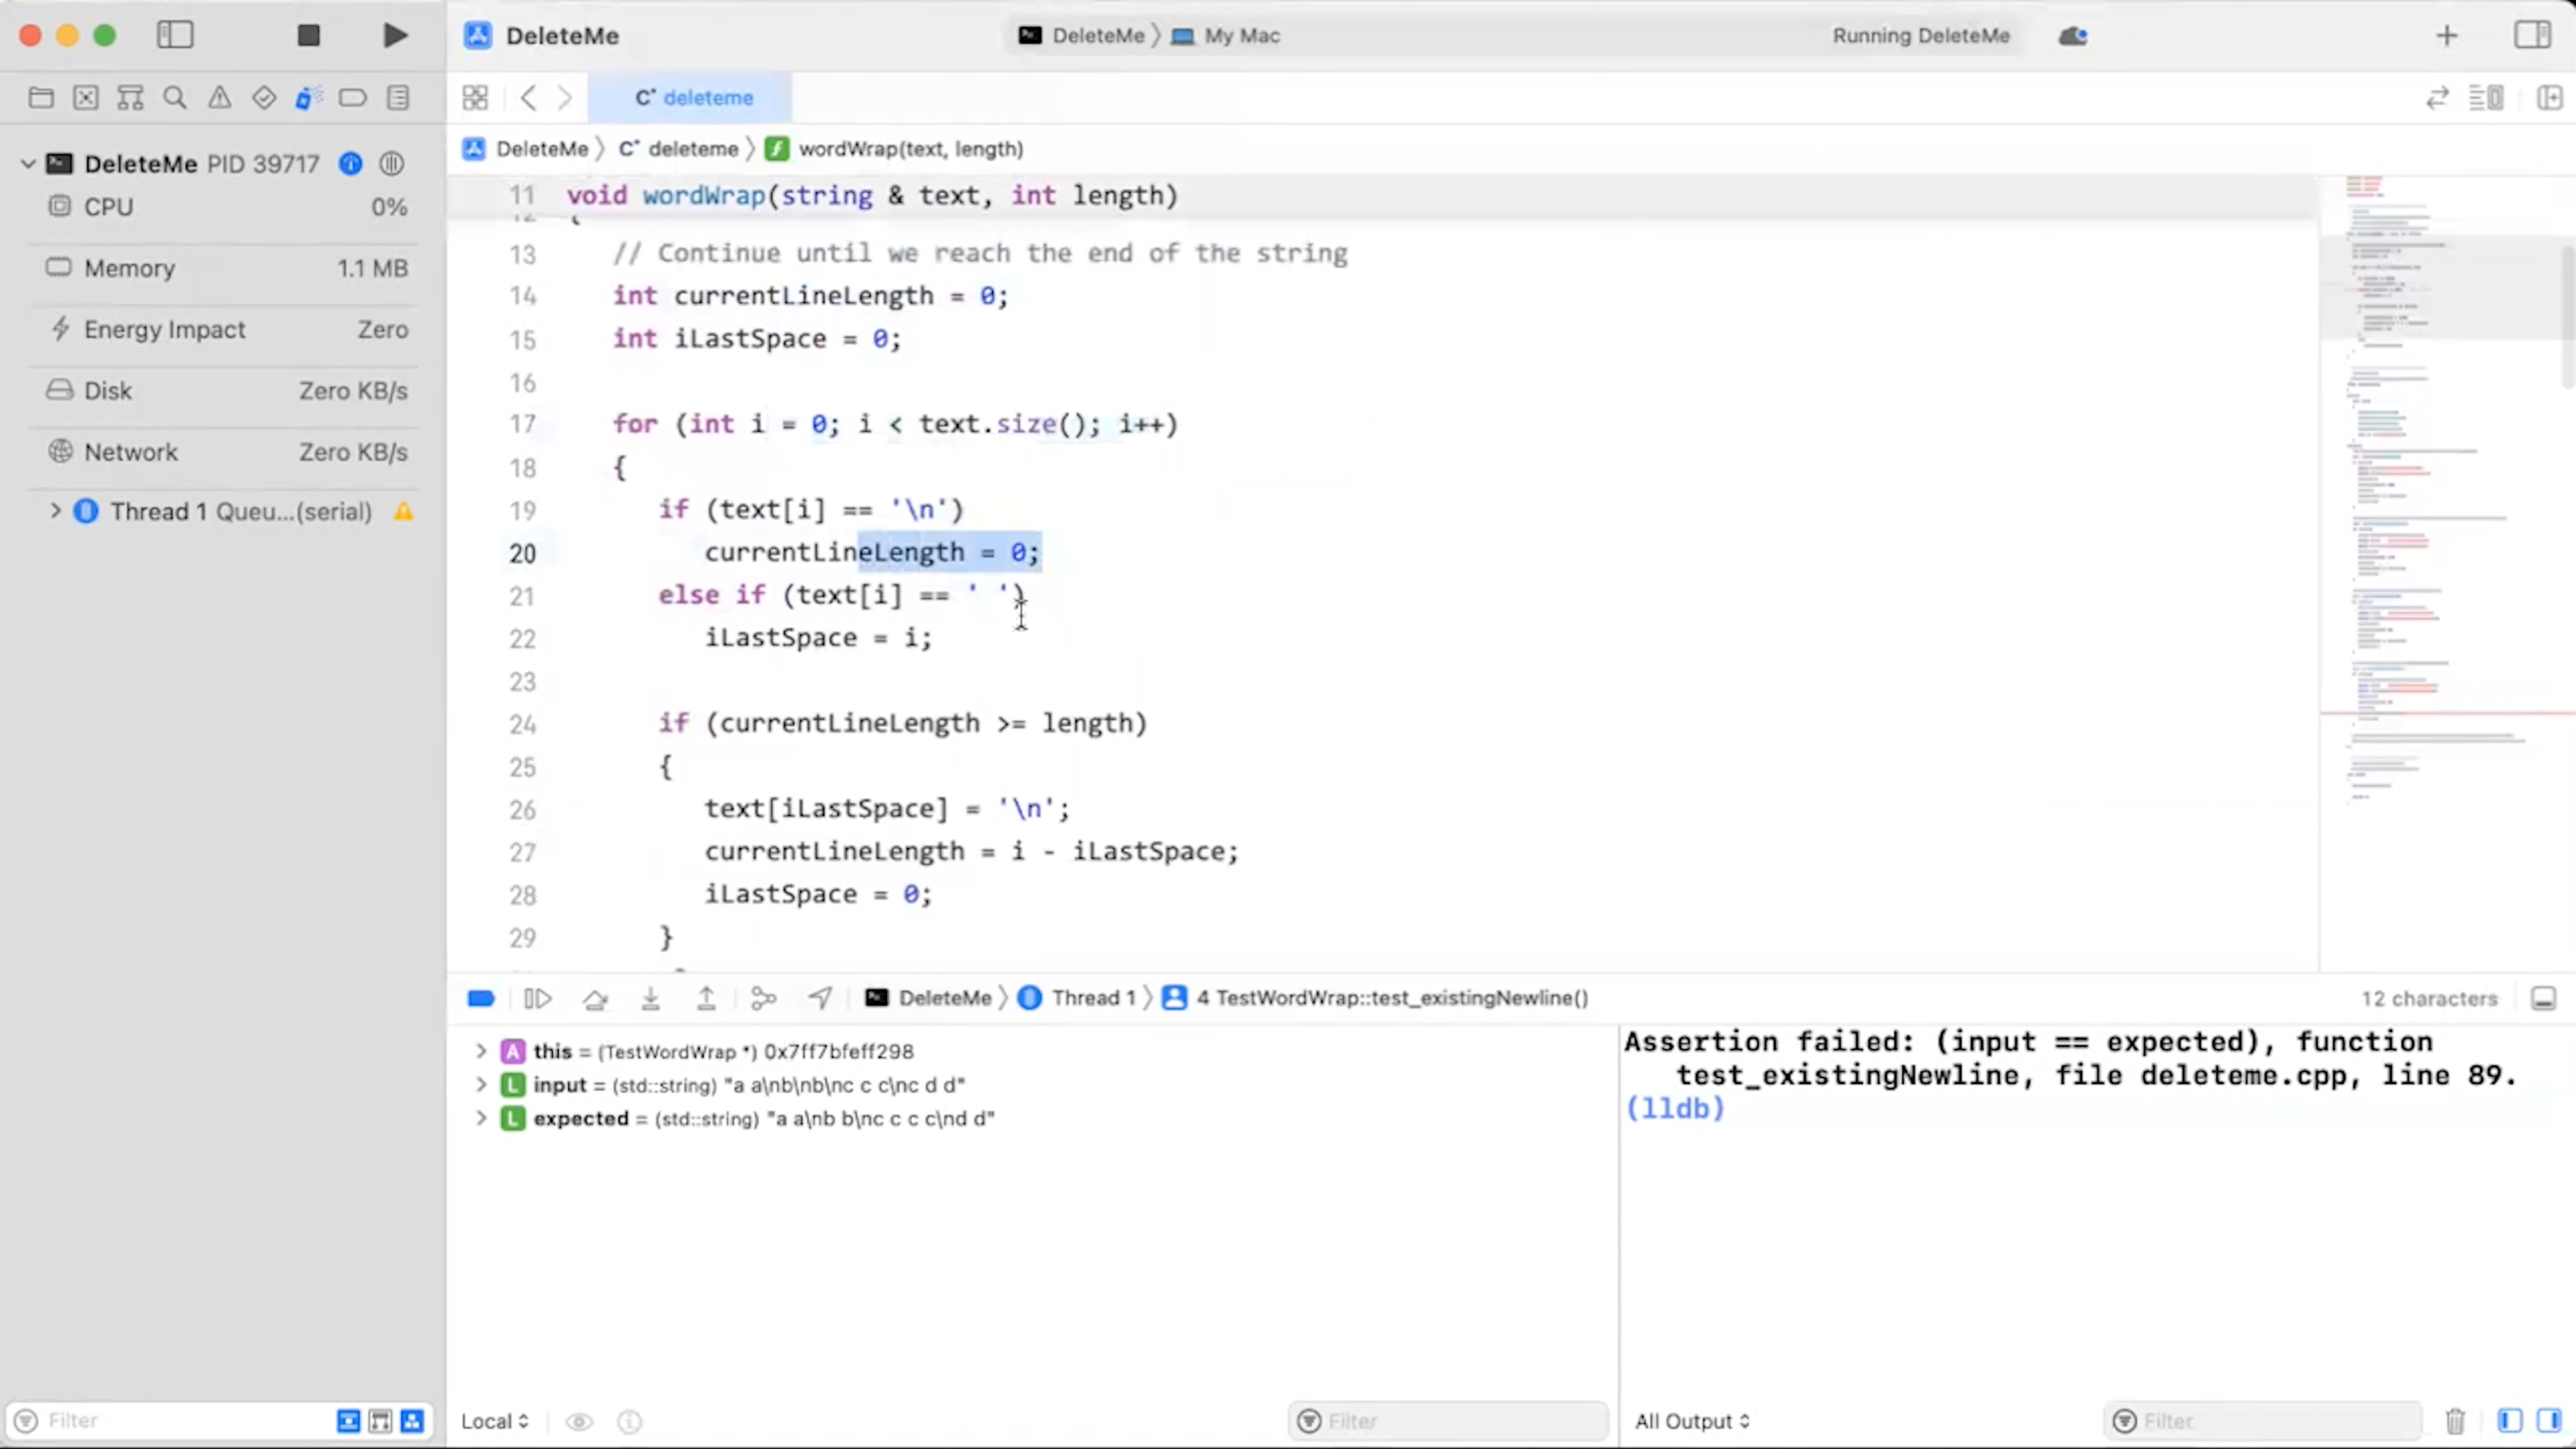 DeleteMe
DeleteMe 〉 My Mac
Running DeleteMe
C⁺ deleteme
DeleteMe PID 39717
CPU 0%
Memory 1.1 MB
Energy Impact Zero
Disk Zero KB/s
Network Zero KB/s
Thread 1 Queu...(serial)
Filter
DeleteMe 〉 C⁺ deleteme 〉 f wordWrap(text, length)
11 void wordWrap(string & text, int length)
13 // Continue until we reach the end of the string
14 int currentLineLength = 0;
15 int iLastSpace = 0;
16
17 for (int i = 0; i < text.size(); i++)
18 {
19 if (text[i] == '\n')
20 currentLineLength = 0;
21 else if (text[i] == ' ')
22 iLastSpace = i;
23
24 if (currentLineLength >= length)
25 {
26 text[iLastSpace] = '\n';
27 currentLineLength = i - iLastSpace;
28 iLastSpace = 0;
29 }
DeleteMe 〉 Thread 1 〉 4 TestWordWrap::test_existingNewline()
12 characters
A this = (TestWordWrap *) 0x7ff7bfeff298
L input = (std::string) "a a\nb\nb\nc c\nc d d"
L expected = (std::string) "a a\nb b\nc c c\nd d"
Local
Filter
Assertion failed: (input == expected), function
test_existingNewline, file deleteme.cpp, line 89.
(lldb)
All Output
Filter